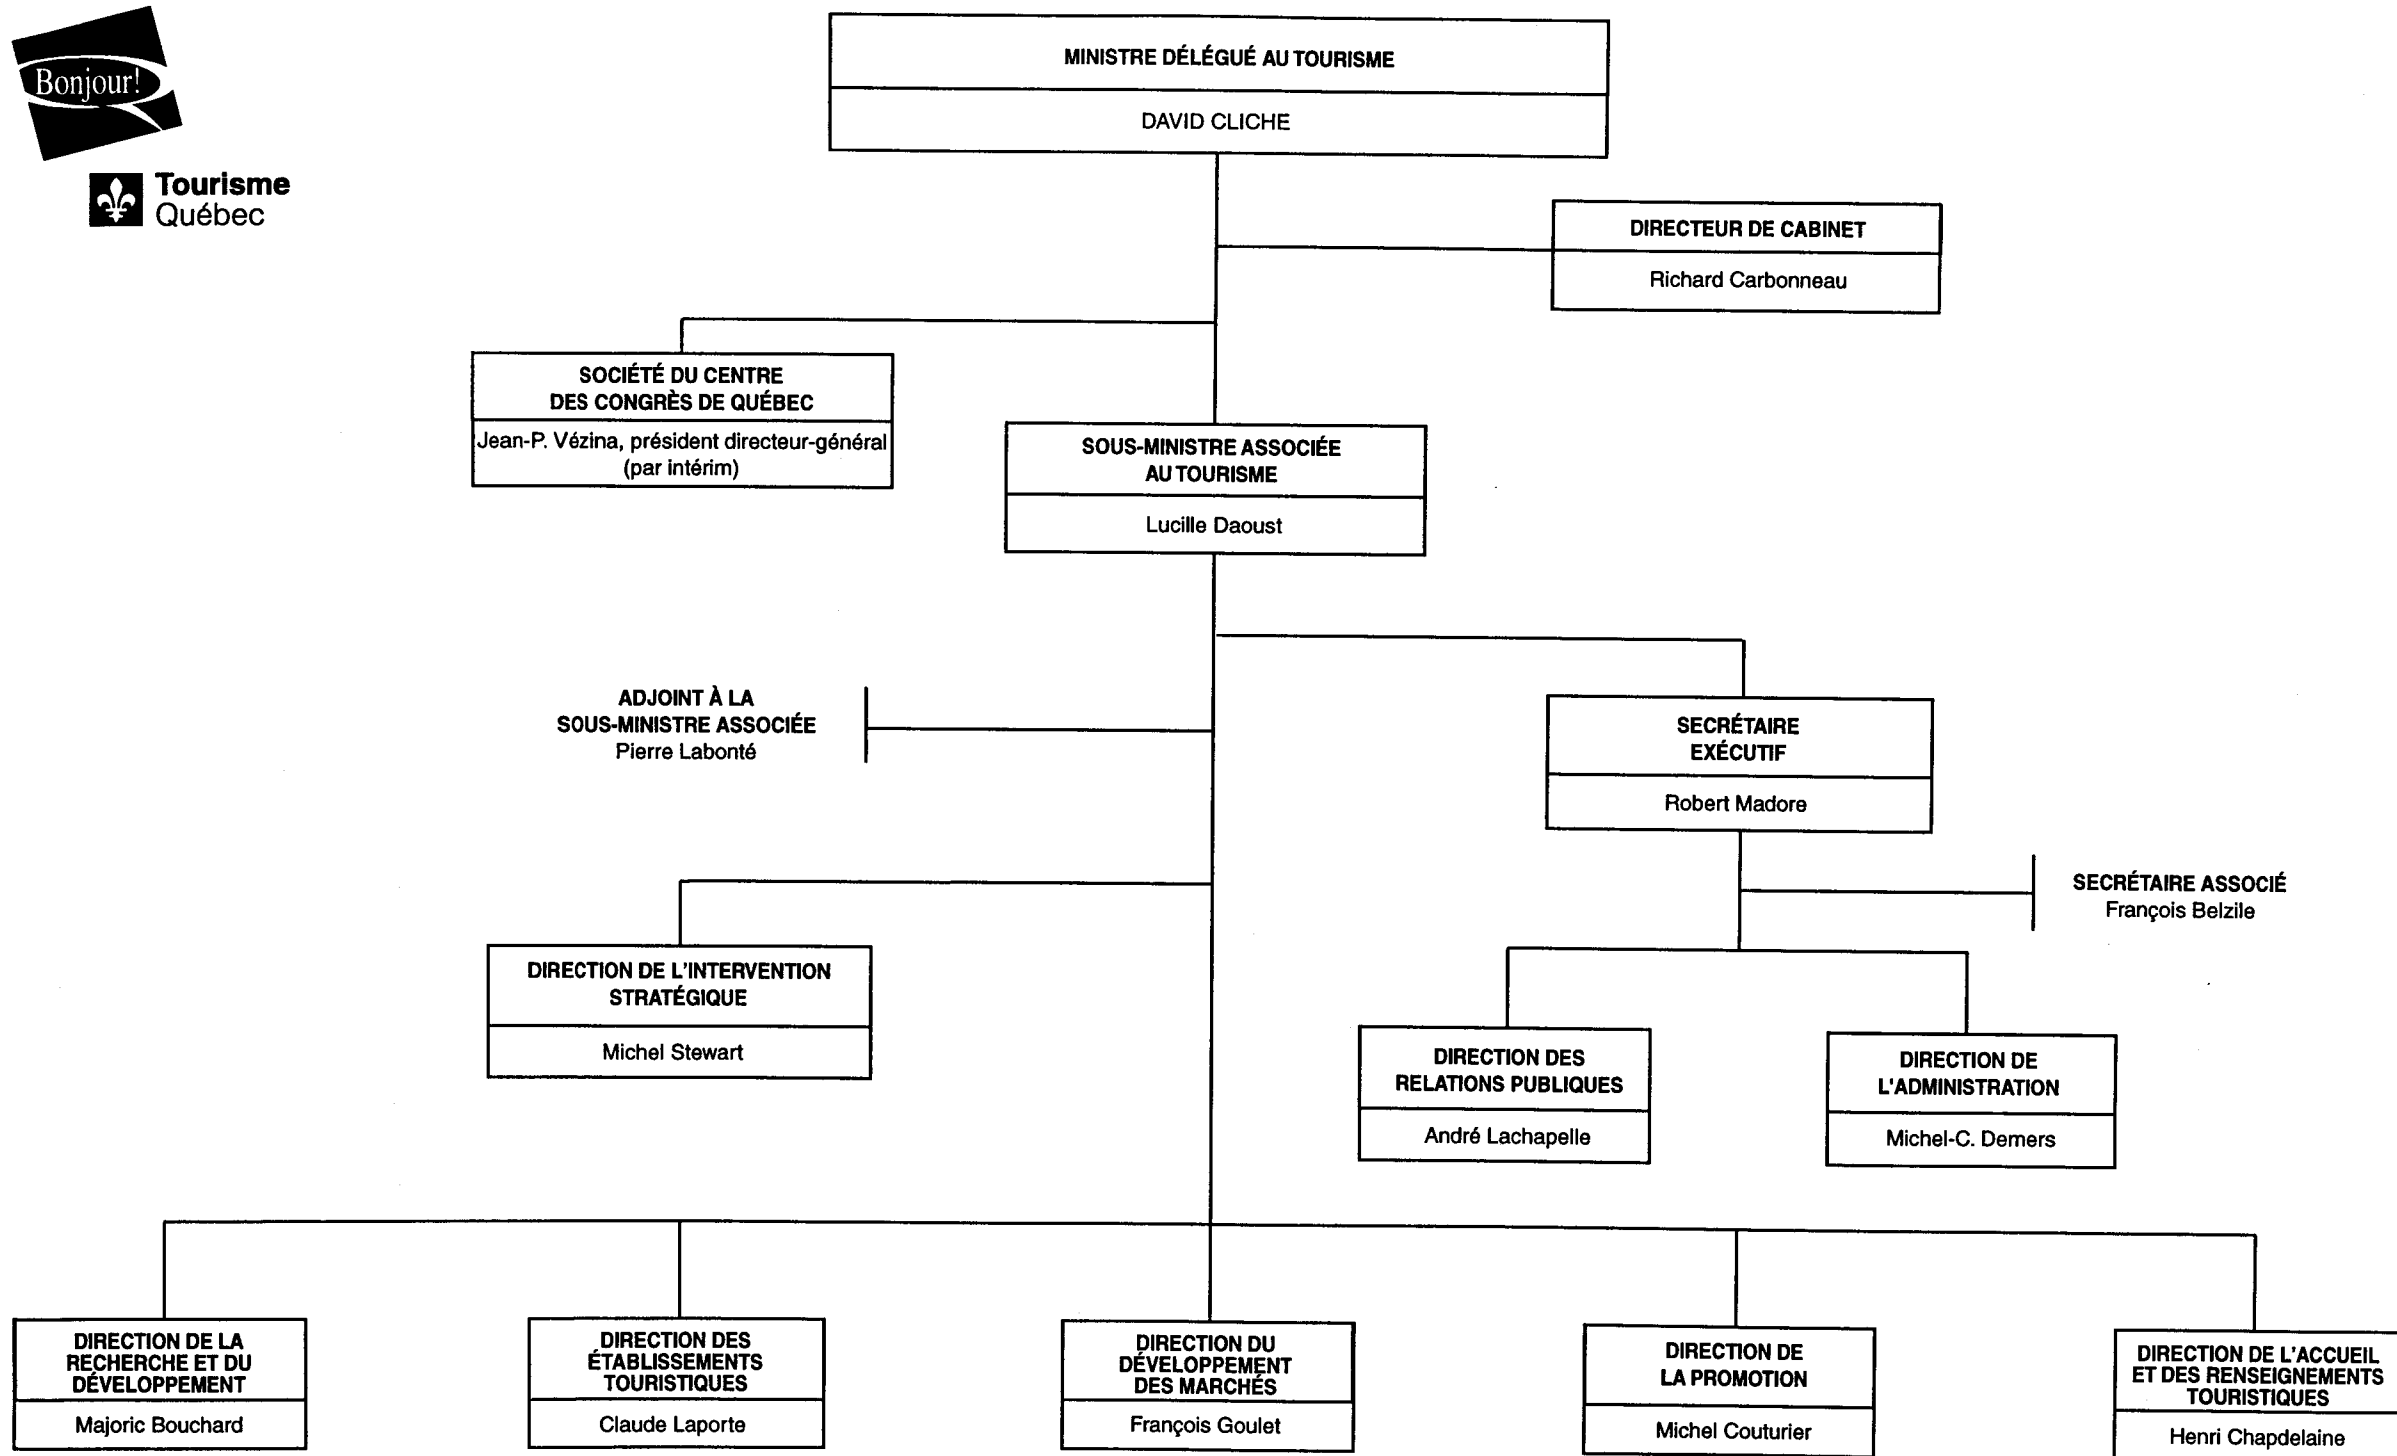 Bonjour!
Tourisme
Québec
MINISTRE DÉLÉGUÉ AU TOURISME
DAVID CLICHE
DIRECTEUR DE CABINET
Richard Carbonneau
SOCIÉTÉ DU CENTRE
DES CONGRÈS DE QUÉBEC
Jean-P. Vézina, président directeur-général
(par intérim)
SOUS-MINISTRE ASSOCIÉE
AU TOURISME
Lucille Daoust
ADJOINT À LA
SOUS-MINISTRE ASSOCIÉE
Pierre Labonté
SECRÉTAIRE
EXÉCUTIF
Robert Madore
SECRÉTAIRE ASSOCIÉ
François Belzile
DIRECTION DE L'INTERVENTION
STRATÉGIQUE
Michel Stewart
DIRECTION DES
RELATIONS PUBLIQUES
André Lachapelle
DIRECTION DE
L'ADMINISTRATION
Michel-C. Demers
DIRECTION DE LA
RECHERCHE ET DU
DÉVELOPPEMENT
Majoric Bouchard
DIRECTION DES
ÉTABLISSEMENTS
TOURISTIQUES
Claude Laporte
DIRECTION DU
DÉVELOPPEMENT
DES MARCHÉS
François Goulet
DIRECTION DE
LA PROMOTION
Michel Couturier
DIRECTION DE L'ACCUEIL
ET DES RENSEIGNEMENTS
TOURISTIQUES
Henri Chapdelaine